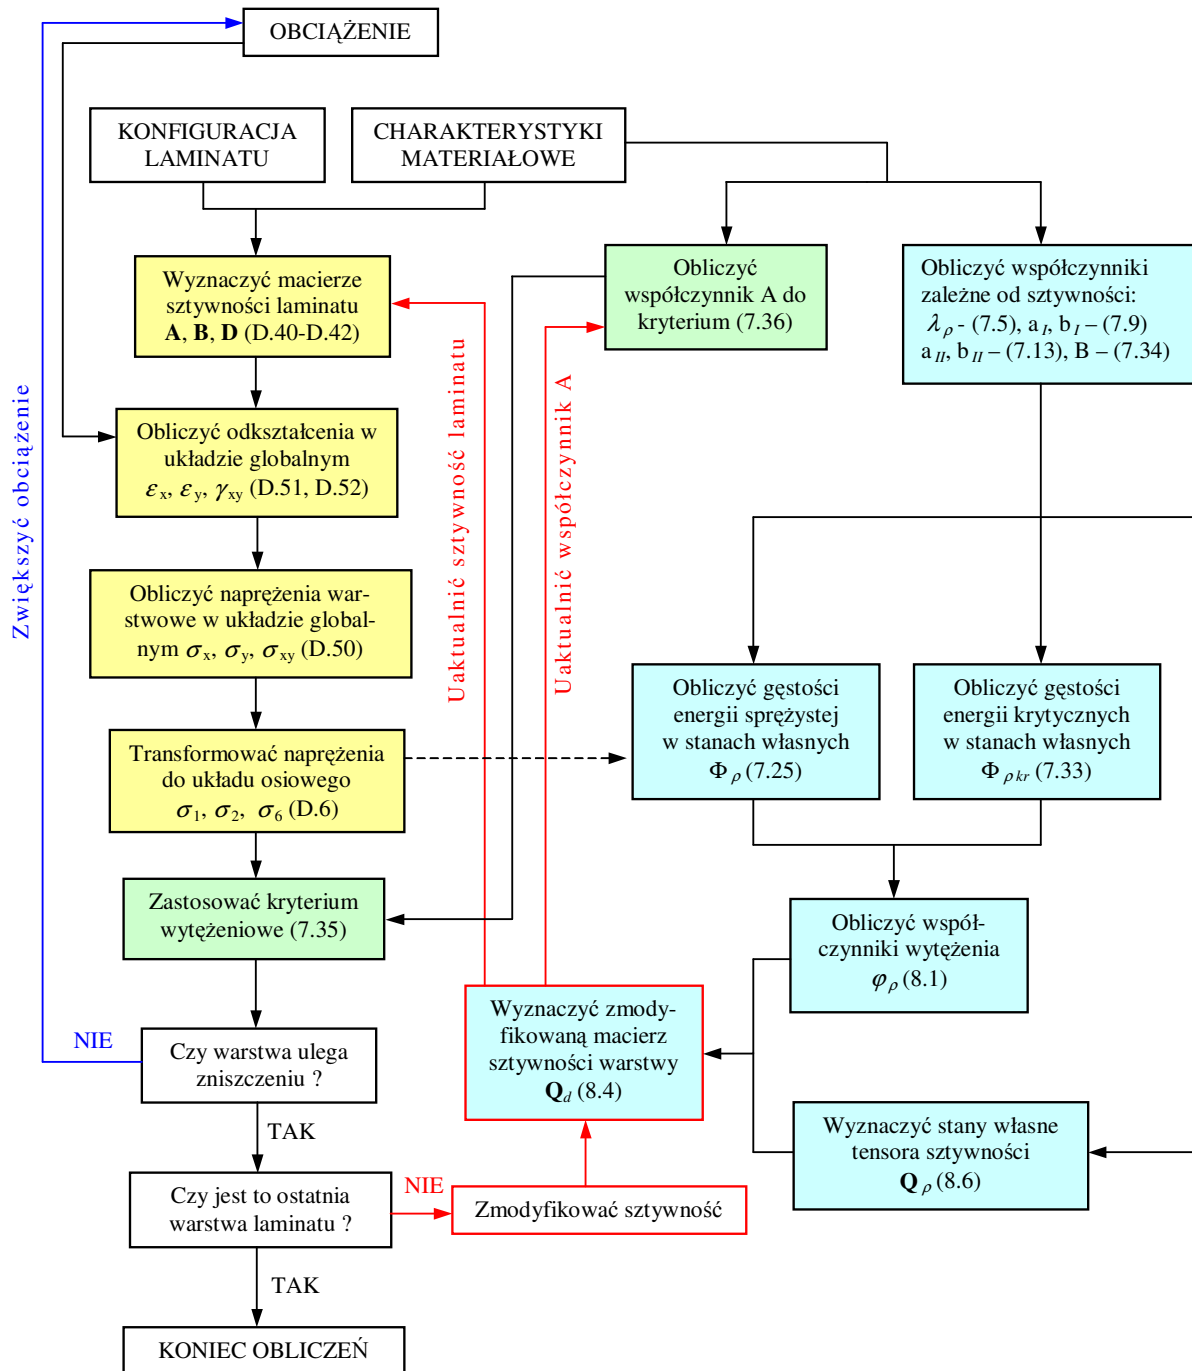 OBCIĄŻENIE
KONFIGURACJA
LAMINATU
CHARAKTERYSTYKI
MATERIAŁOWE
Wyznaczyć macierze
sztywności laminatu
A, B, D (D.40-D.42)
Obliczyć
współczynnik A do
kryterium (7.36)
Obliczyć współczynniki
zależne od sztywności:
λρ - (7.5), aI, bI – (7.9)
aII, bII – (7.13), B – (7.34)
Zwiększyć obciążenie
Uaktualnić sztywność laminatu
Uaktualnić współczynnik A
Obliczyć odkształcenia w
układzie globalnym
εx, εy, γxy (D.51, D.52)
Obliczyć naprężenia war-
stwowe w układzie global-
nym σx, σy, σxy (D.50)
Transformować naprężenia
do układu osiowego
σ1, σ2, σ6 (D.6)
Obliczyć gęstości
energii sprężystej
w stanach własnych
Φρ (7.25)
Obliczyć gęstości
energii krytycznych
w stanach własnych
Φρkr (7.33)
Zastosować kryterium
wytężeniowe (7.35)
Obliczyć współ-
czynniki wytężenia
φρ (8.1)
Wyznaczyć zmody-
fikowaną macierz
sztywności warstwy
Qd (8.4)
NIE
Czy warstwa ulega
zniszczeniu ?
TAK
Wyznaczyć stany własne
tensora sztywności
Qρ (8.6)
Czy jest to ostatnia
warstwa laminatu ?
NIE
Zmodyfikować sztywność
TAK
KONIEC OBLICZEŃ